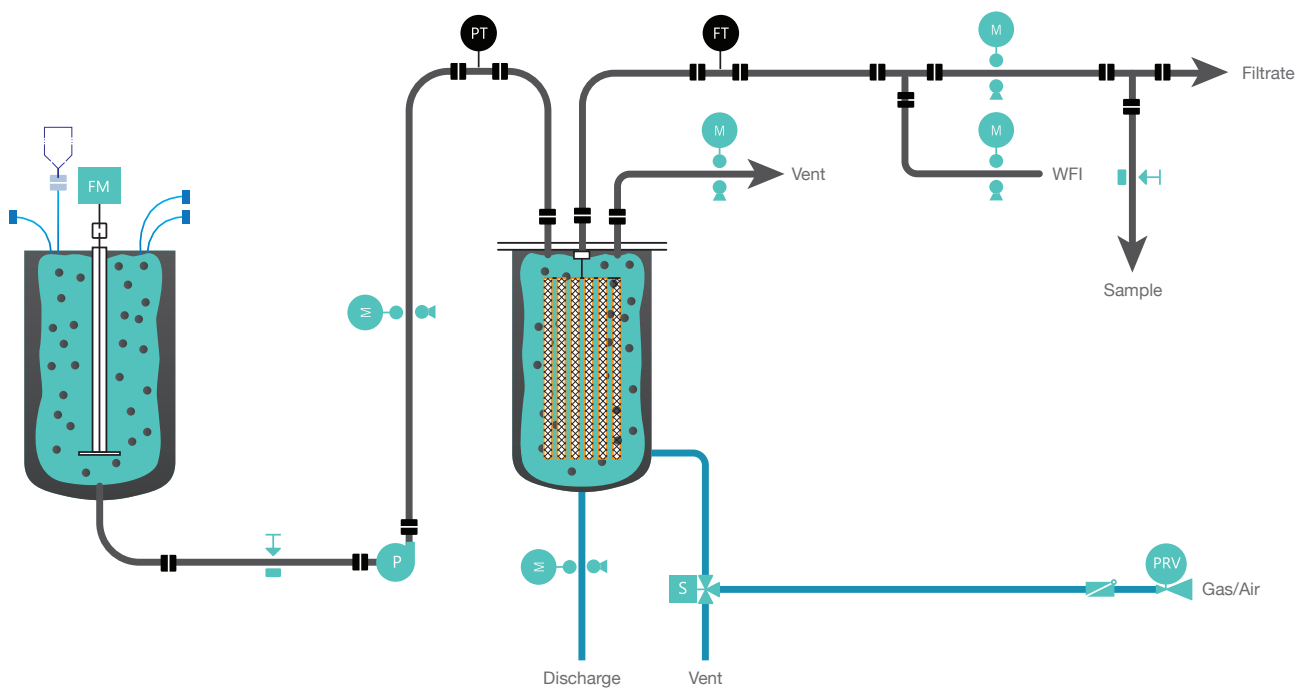 PT
FT
M
Filtrate
M
M
Vent
WFI
FM
Sample
M
P
M
S
PRV
Gas/Air
Discharge
Vent